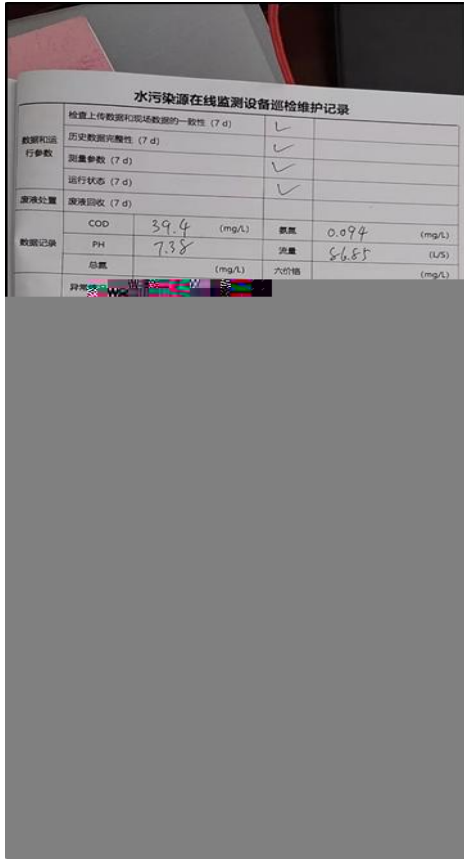 水污染源在线监测设备巡检维护记录
数据和运行参数
检查上传数据和现场数据的一致性（7 d） ✓
历史数据完整性（7 d） ✓
测量参数（7 d） ✓
运行状态（7 d） ✓
废液处置 废液回收（7 d）
数据记录
COD 39.4 (mg/L) 氨氮 0.094 (mg/L)
PH 7.38 流量 86.85 (L/S)
总氮 (mg/L) 六价铬 (mg/L)
异常